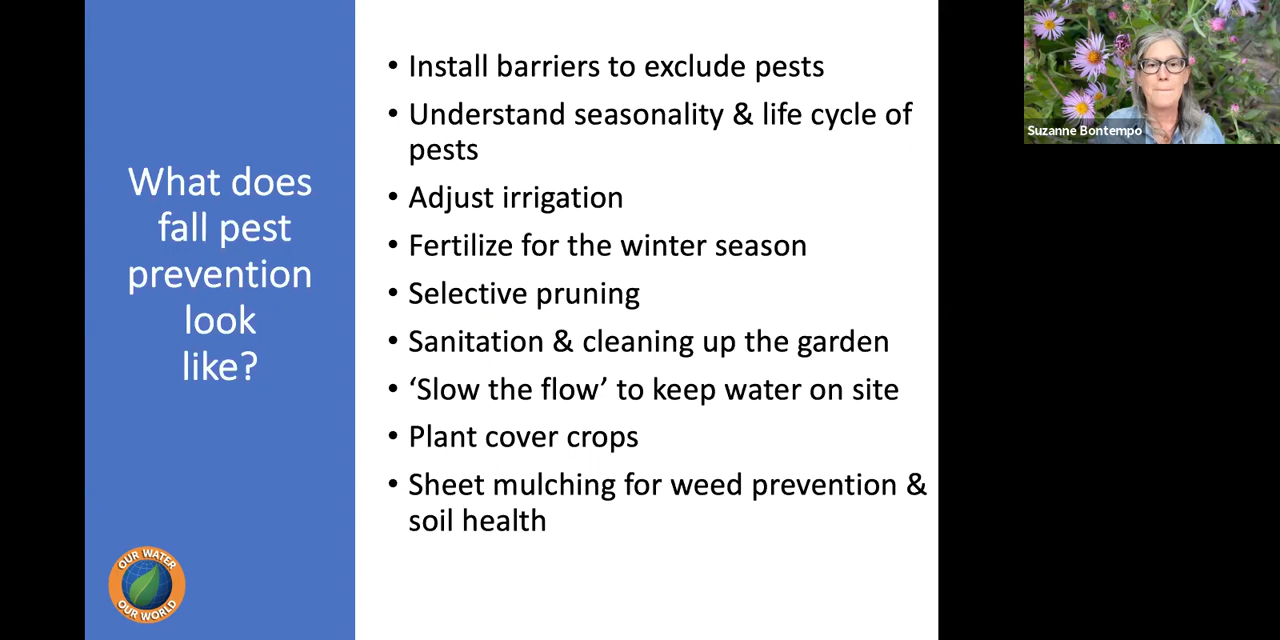 What does
fall pest
prevention
look
like?
• Install barriers to exclude pests
• Understand seasonality & life cycle of
pests
• Adjust irrigation
• Fertilize for the winter season
• Selective pruning
• Sanitation & cleaning up the garden
• ‘Slow the flow’ to keep water on site
• Plant cover crops
• Sheet mulching for weed prevention &
soil health
OUR WATER
OUR WORLD
Suzanne Bontempo